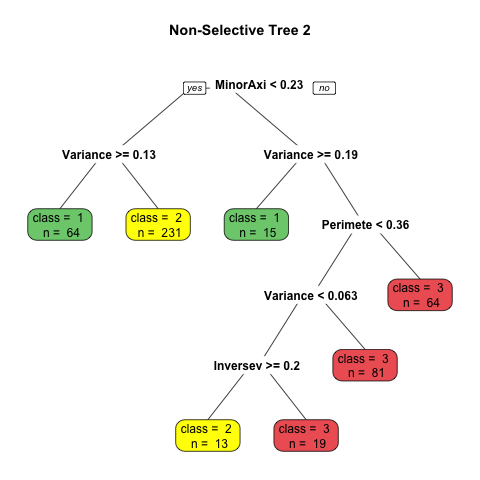 Non-Selective Tree 2
yes
MinorAxi < 0.23
no
Variance >= 0.13
Variance >= 0.19
class = 1
n = 64
class = 2
n = 231
class = 1
n = 15
Perimete < 0.36
class = 3
n = 64
Variance < 0.063
class = 3
n = 81
Inversev >= 0.2
class = 2
n = 13
class = 3
n = 19